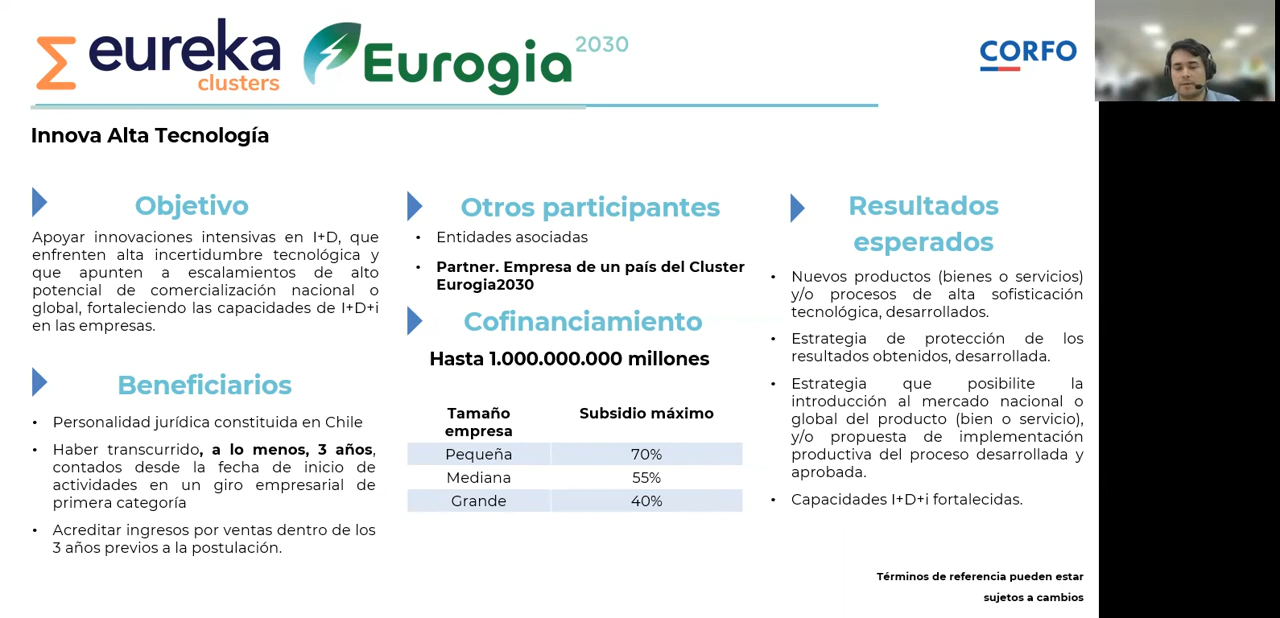 eureka
clusters
Eurogia 2030
CORFO
Innova Alta Tecnología
Objetivo
Apoyar innovaciones intensivas en I+D, que
enfrenten alta incertidumbre tecnológica y
que apunten a escalamientos de alto
potencial de comercialización nacional o
global, fortaleciendo las capacidades de I+D+i
en las empresas.
Beneficiarios
• Personalidad jurídica constituida en Chile
• Haber transcurrido, a lo menos, 3 años,
contados desde la fecha de inicio de
actividades en un giro empresarial de
primera categoría
• Acreditar ingresos por ventas dentro de los
3 años previos a la postulación.
Otros participantes
• Entidades asociadas
• Partner. Empresa de un país del Cluster
Eurogia2030
Cofinanciamiento
Hasta 1.000.000.000 millones
Tamaño
empresa
Subsidio máximo
Pequeña 70%
Mediana 55%
Grande 40%
Resultados
esperados
• Nuevos productos (bienes o servicios)
y/o procesos de alta sofisticación
tecnológica, desarrollados.
• Estrategia de protección de los
resultados obtenidos, desarrollada.
• Estrategia que posibilite la
introducción al mercado nacional o
global del producto (bien o servicio),
y/o propuesta de implementación
productiva del proceso desarrollada y
aprobada.
• Capacidades I+D+i fortalecidas.
Términos de referencia pueden estar
sujetos a cambios